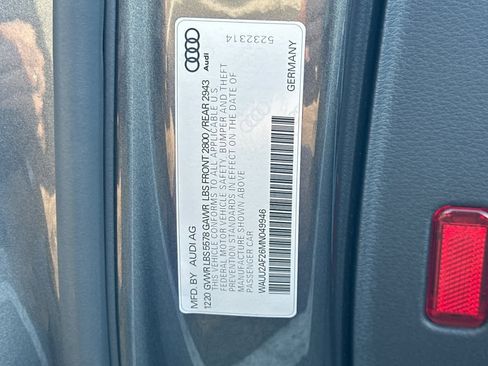 5232314
Audi
GERMANY
MFD. BY AUDI AG
12.20 GVWR LBS 5578 GAWR LBS FRONT 2800 / REAR 2943
THIS VEHICLE CONFORMS TO ALL APPLICABLE U.S.
FEDERAL MOTOR VEHICLE SAFETY, BUMPER AND THEFT
PREVENTION STANDARDS IN EFFECT ON THE DATE OF
MANUFACTURE SHOWN ABOVE
PASSENGER CAR
WAUU2AF26MN049946